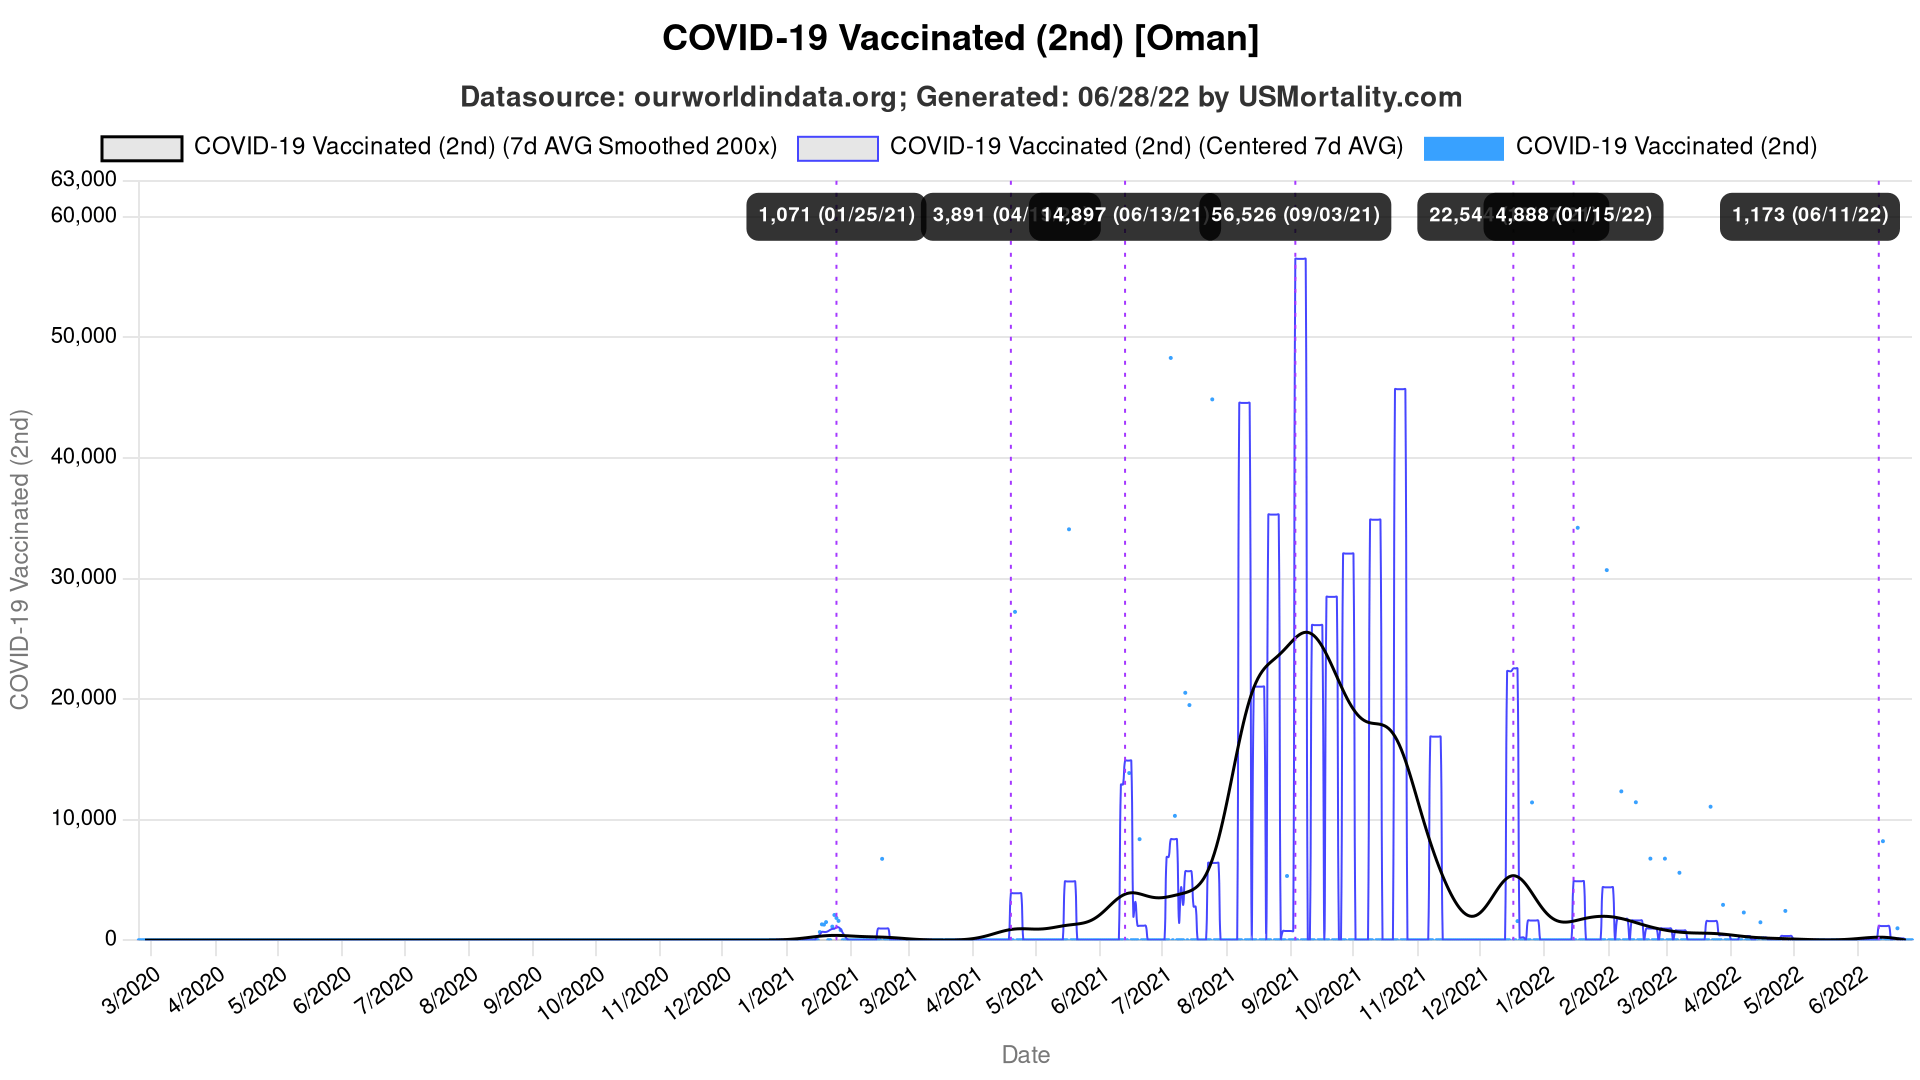 COVID-19 Vaccinated (2nd) [Oman]
Datasource: ourworldindata.org; Generated: 06/28/22 by USMortality.com
COVID-19 Vaccinated (2nd) (7d AVG Smoothed 200x) COVID-19 Vaccinated (2nd) (Centered 7d AVG) COVID-19 Vaccinated (2nd)
63,000
60,000
50,000
40,000
30,000
20,000
10,000
0
1,071 (01/25/21) 3,891 (04/ 14,897 (06/13/21) 56,526 (09/03/21) 22,54 4,888 (01/15/22) 1,173 (06/11/22)
COVID-19 Vaccinated (2nd)
3/2020 4/2020 5/2020 6/2020 7/2020 8/2020 9/2020 10/2020 11/2020 12/2020 1/2021 2/2021 3/2021 4/2021 5/2021 6/2021 7/2021 8/2021 9/2021 10/2021 11/2021 12/2021 1/2022 2/2022 3/2022 4/2022 5/2022 6/2022
Date